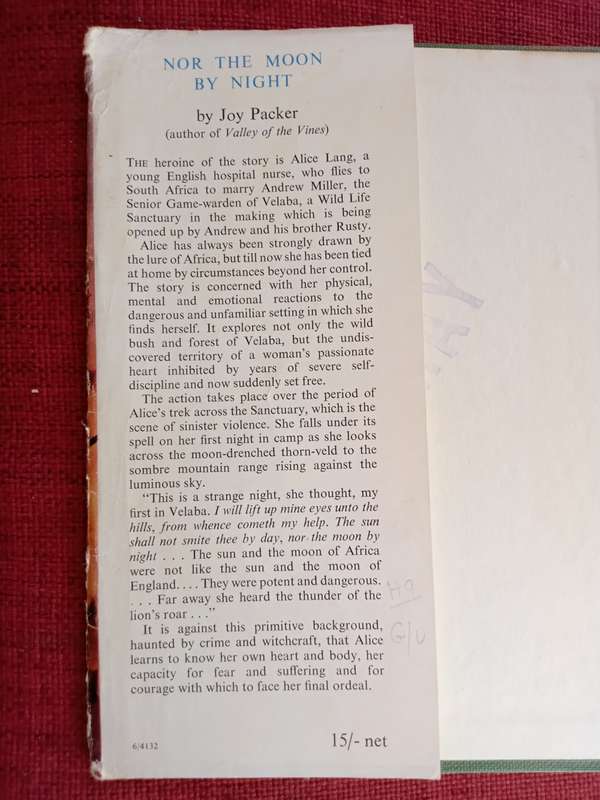 NOR THE MOON
BY NIGHT
by Joy Packer
(author of Valley of the Vines)
THE heroine of the story is Alice Lang, a
young English hospital nurse, who flies to
South Africa to marry Andrew Miller, the
Senior Game-warden of Velaba, a Wild Life
Sanctuary in the making which is being
opened up by Andrew and his brother Rusty.
Alice has always been strongly drawn by
the lure of Africa, but till now she has been tied
at home by circumstances beyond her control.
The story is concerned with her physical,
mental and emotional reactions to the
dangerous and unfamiliar setting in which she
finds herself. It explores not only the wild
bush and forest of Velaba, but the undis-
covered territory of a woman's passionate
heart inhibited by years of severe self-
discipline and now suddenly set free.
The action takes place over the period of
Alice's trek across the Sanctuary, which is the
scene of sinister violence. She falls under its
spell on her first night in camp as she looks
across the moon-drenched thorn-veld to the
sombre mountain range rising against the
luminous sky.
"This is a strange night, she thought, my
first in Velaba. I will lift up mine eyes unto the
hills, from whence cometh my help. The sun
shall not smite thee by day, nor the moon by
night . . . The sun and the moon of Africa
were not like the sun and the moon of
England. . . . They were potent and dangerous.
. . . Far away she heard the thunder of the
lion's roar . . ."
It is against this primitive background,
haunted by crime and witchcraft, that Alice
learns to know her own heart and body, her
capacity for fear and suffering and for
courage with which to face her final ordeal.
6/4132
15/- net